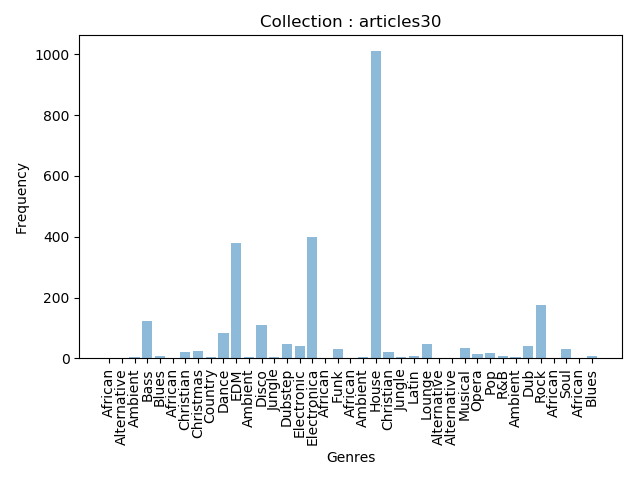 Collection : articles30
Frequency
1000
800
600
400
200
0
African
Alternative
Ambient
Bass
Blues
African
Christian
Christmas
Country
Dance
EDM
Ambient
Disco
Jungle
Dubstep
Electronic
Electronica
African
Funk
African
Ambient
House
Christian
Jungle
Latin
Lounge
Alternative
Alternative
Musical
Opera
Pop
R&B
Ambient
Dub
Rock
African
Soul
African
Blues
Genres